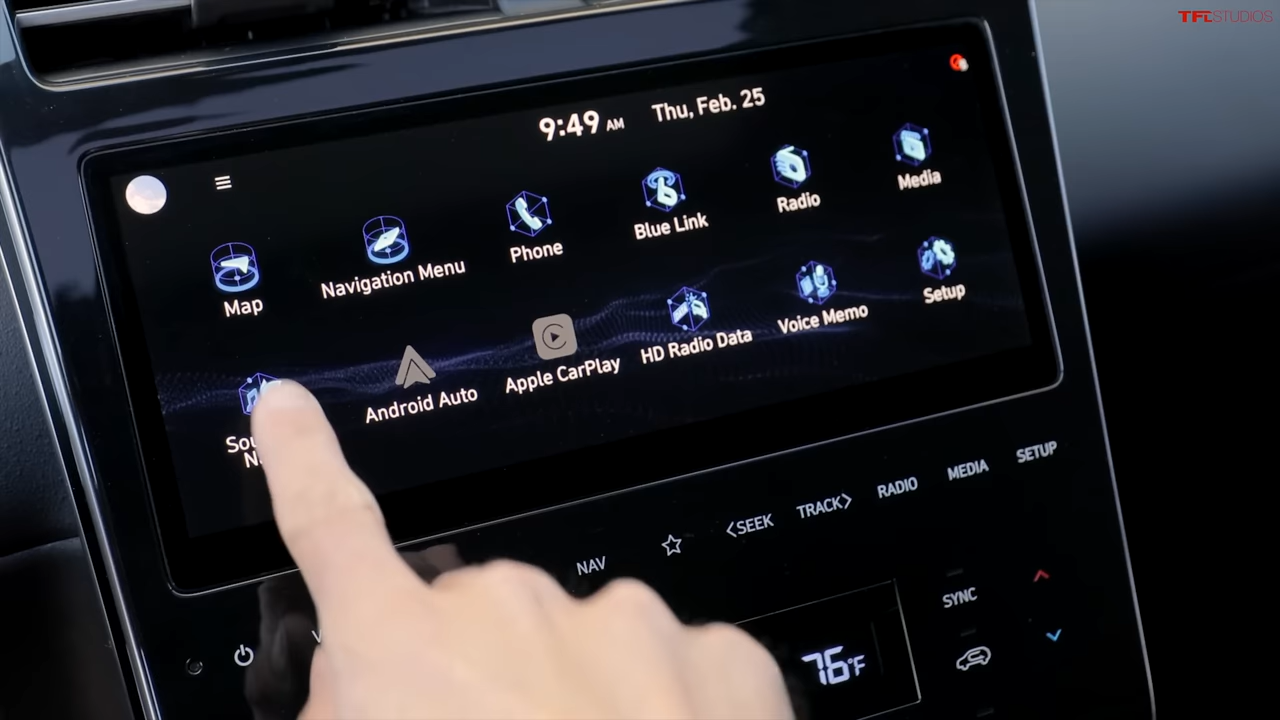 TFLSTUDIOS
9:49 AM Thu, Feb. 25
Map
Navigation Menu
Phone
Blue Link
Radio
Media
Android Auto
Apple CarPlay
HD Radio Data
Voice Memo
Setup
NAV
SEEK
TRACK
RADIO
MEDIA
SETUP
SYNC
76°F